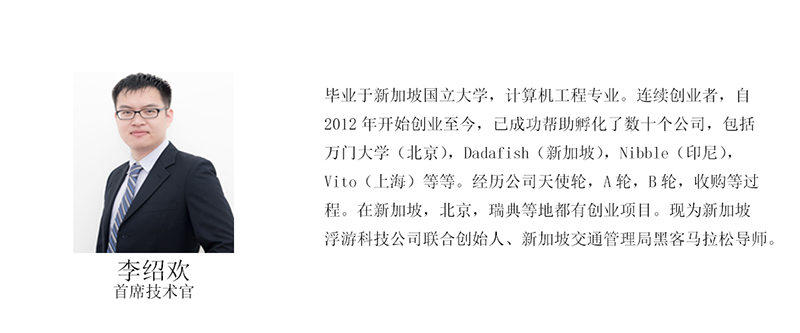 毕业于新加坡国立大学，计算机工程专业。连续创业者，自
2012 年开始创业至今，已成功帮助孵化了数十个公司，包括
万门大学（北京），Dadafish（新加坡），Nibble（印尼），
Vito（上海）等等。经历公司天使轮，A 轮，B 轮，收购等过
程。在新加坡，北京，瑞典等地都有创业项目。现为新加坡
浮游科技公司联合创始人、新加坡交通管理局黑客马拉松导师。
李绍欢
首席技术官